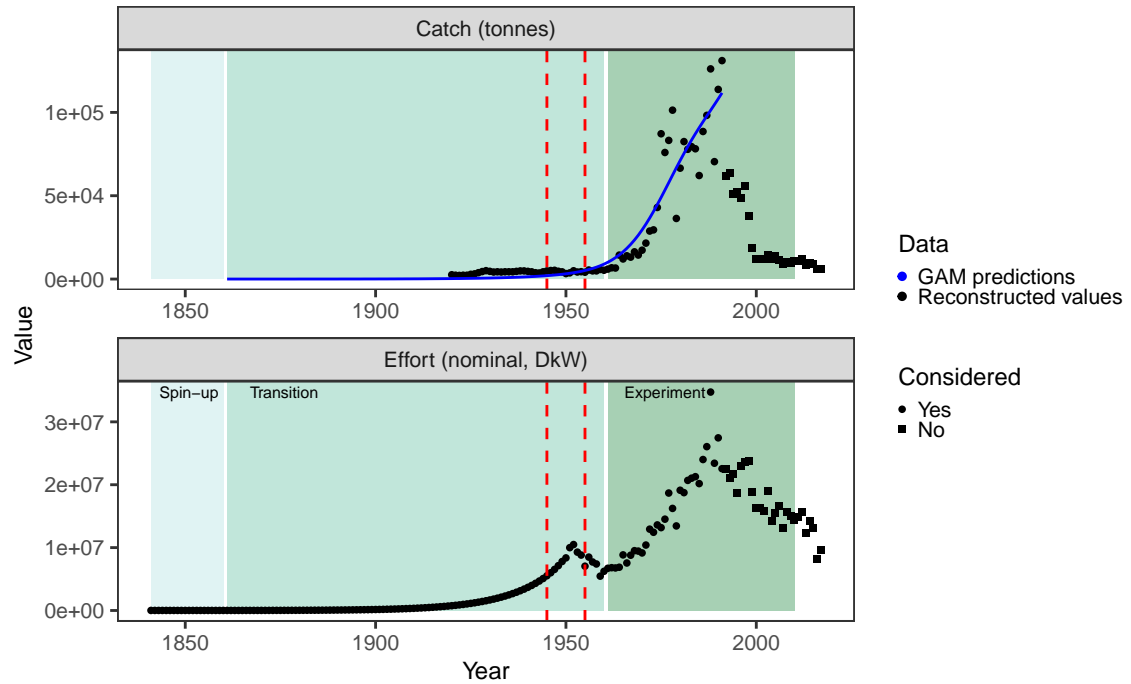 Catch (tonnes)
1e+05
5e+04
0e+00
1850
1900
1950
2000
Effort (nominal, DkW)
Spin−up
Transition
Experiment
3e+07
2e+07
1e+07
0e+00
1850
1900
1950
2000
Year
Value
Data
GAM predictions
Reconstructed values
Considered
Yes
No